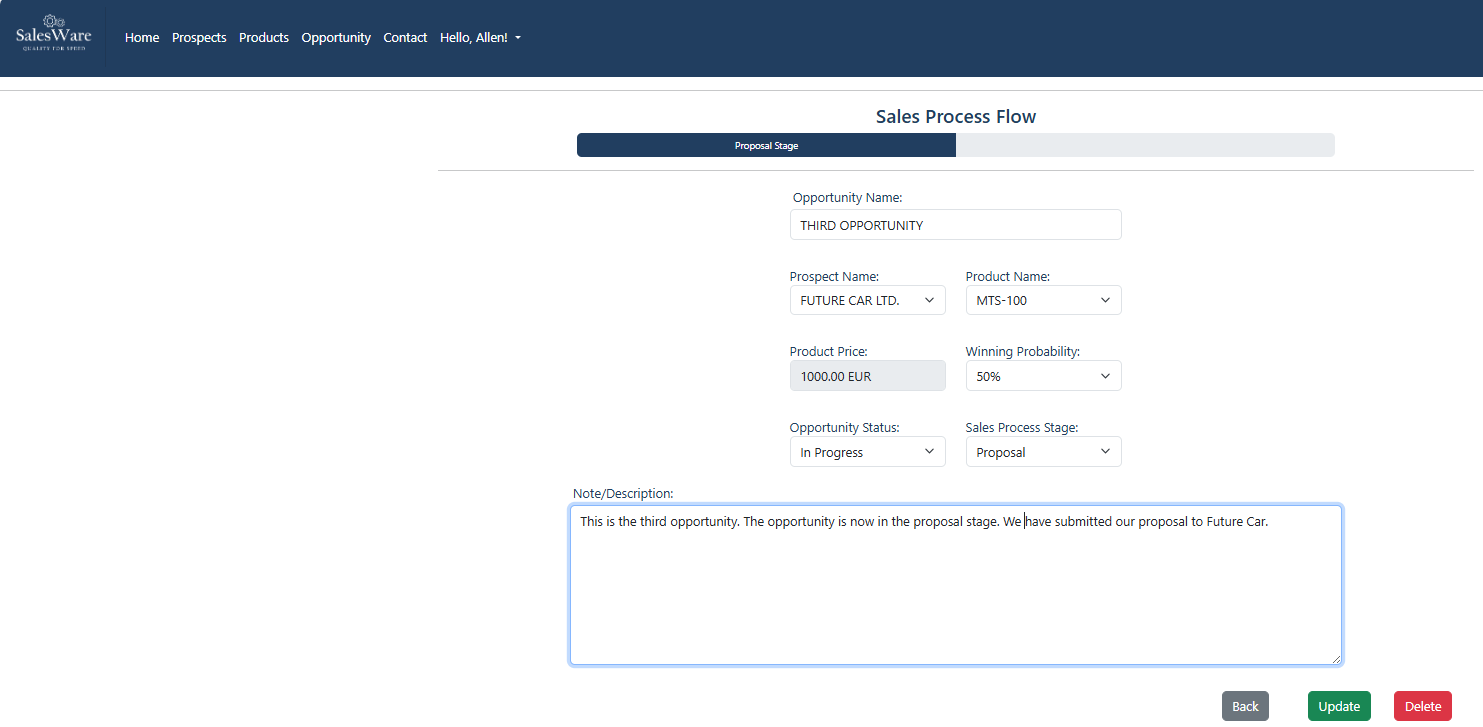 SalesWare
QUALITY FOR SPEED
Home Prospects Products Opportunity Contact Hello, Allen!
Sales Process Flow
Proposal Stage
Opportunity Name:
THIRD OPPORTUNITY
Prospect Name: Product Name:
FUTURE CAR LTD. MTS-100
Product Price: Winning Probability:
1000.00 EUR 50%
Opportunity Status: Sales Process Stage:
In Progress Proposal
Note/Description:
This is the third opportunity. The opportunity is now in the proposal stage. We have submitted our proposal to Future Car.
Back Update Delete